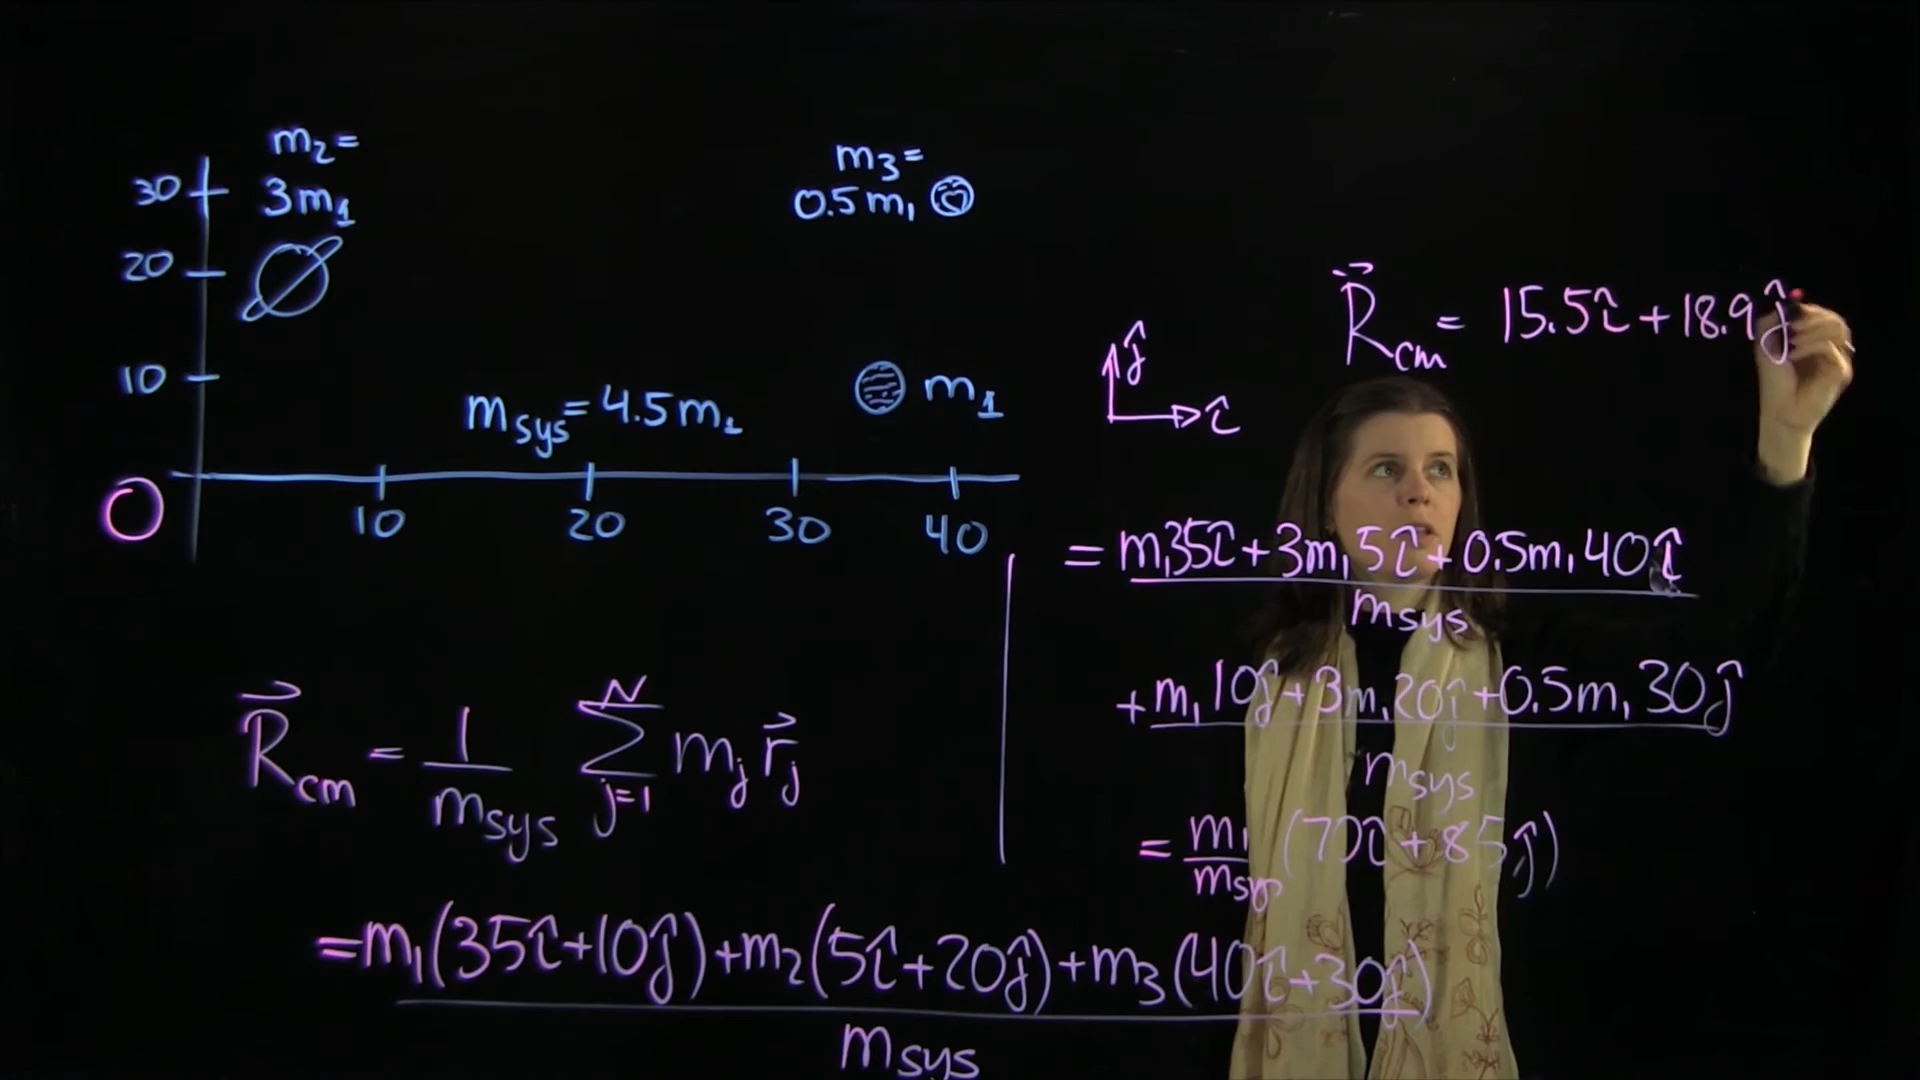 m₂ =
3m₁
30
20
10
m₃ =
0.5m₁
m₁
m_sys = 4.5m₁
O
10 20 30 40
ĵ
î
R⃗_cm = 15.5î + 18.9ĵ
R⃗_cm = 1/m_sys Σ_{j=1}^{N} m_j r⃗_j
= m₁(35î + 10ĵ) + m₂(5î + 20ĵ) + m₃(40î + 30ĵ)
m_sys
= m₁35î + 3m₁5î + 0.5m₁40î
m_sys
+ m₁10ĵ + 3m₁20ĵ + 0.5m₁30ĵ
m_sys
= m₁/m_sys (70î + 85ĵ)